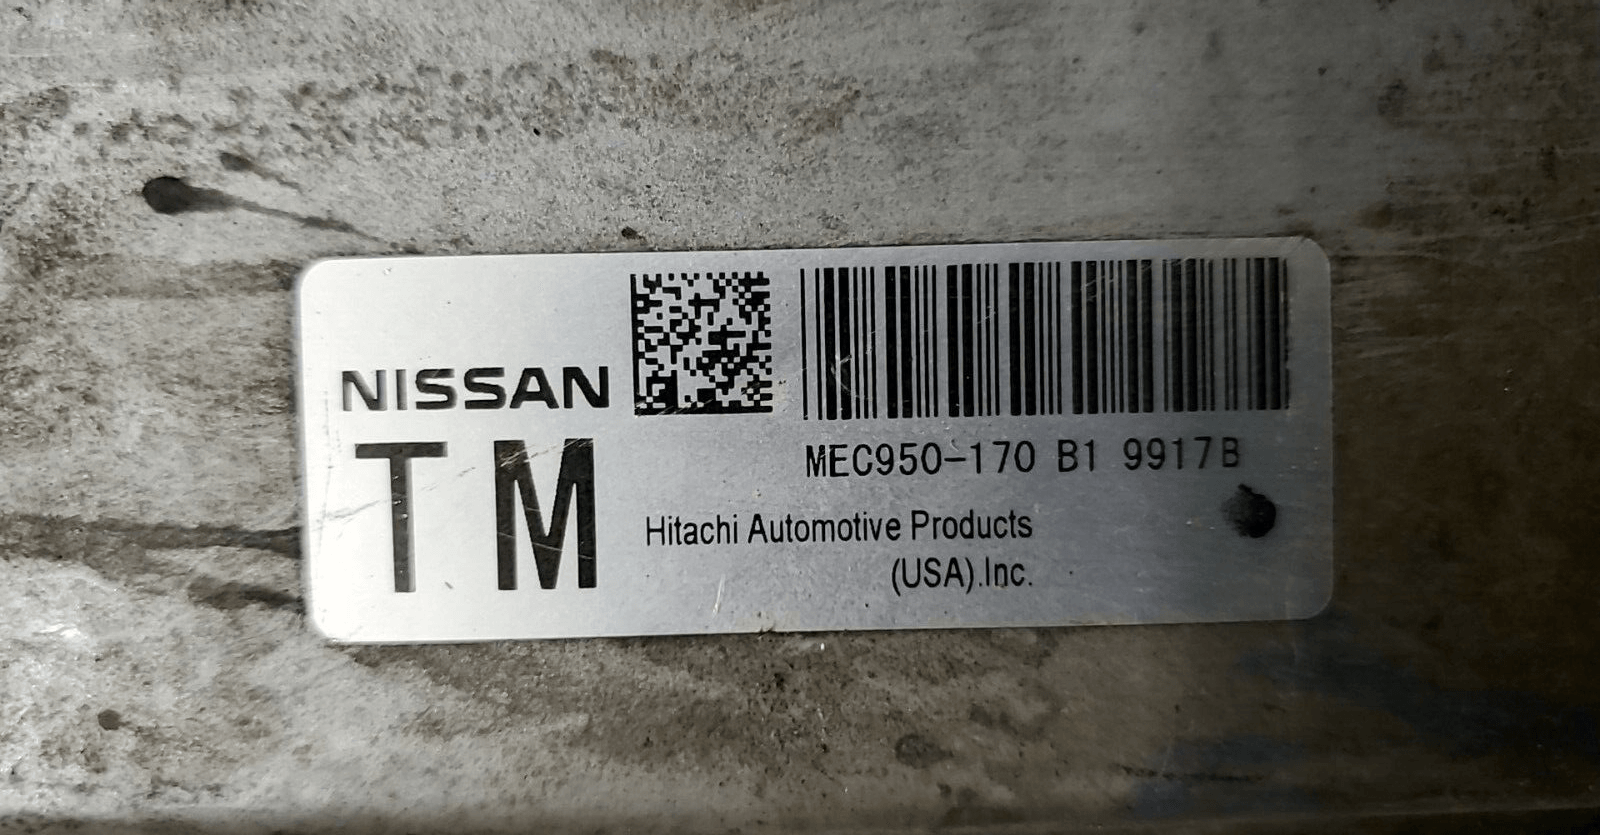 NISSAN
TM
MEC950-170 B1 9917B
Hitachi Automotive Products
(USA).Inc.